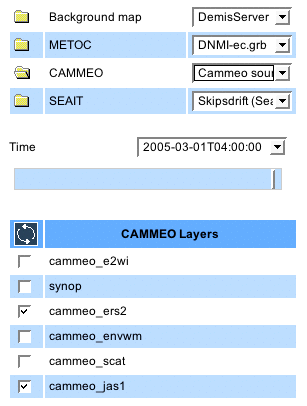 Background map DemisServer
METOC DNMI-ec.grb
CAMMEO Cammeo sour
SEAIT Skipsdrift (Sea
Time 2005-03-01T04:00:00
CAMMEO Layers
cammeo_e2wi
synop
cammeo_ers2
cammeo_envwm
cammeo_scat
cammeo_jas1